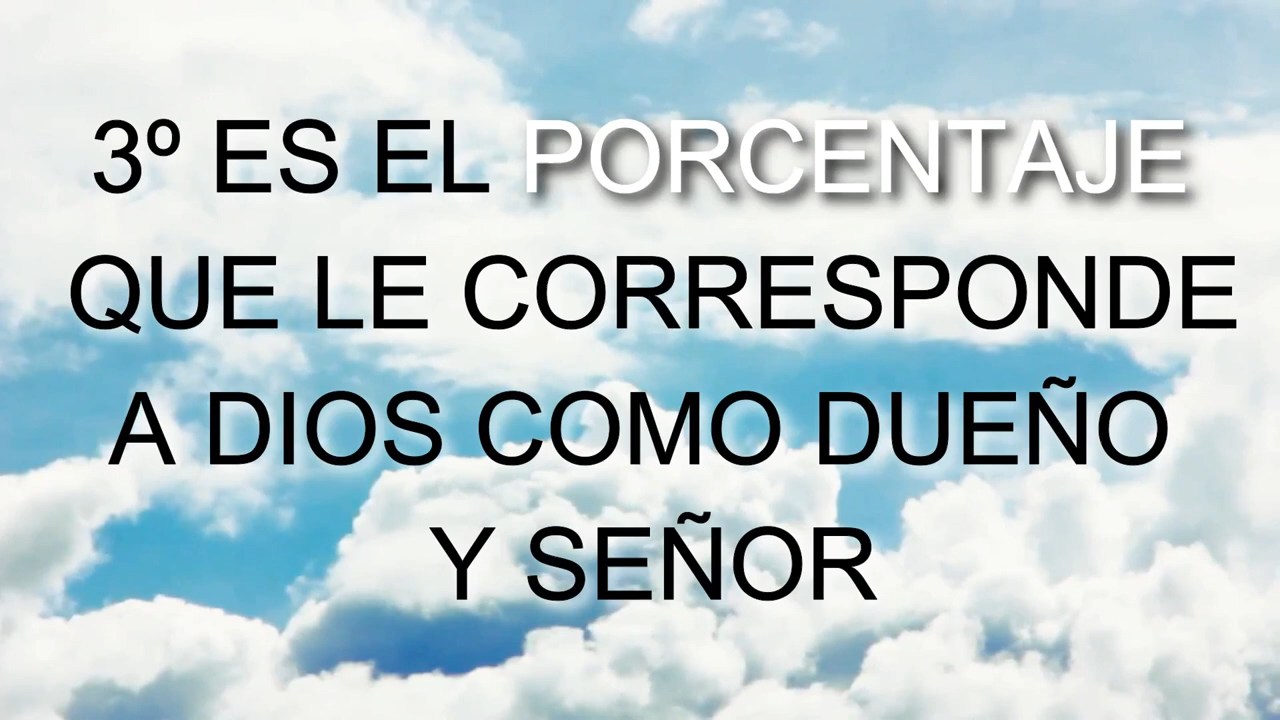 3º ES EL PORCENTAJE
QUE LE CORRESPONDE
A DIOS COMO DUEÑO
Y SEÑOR